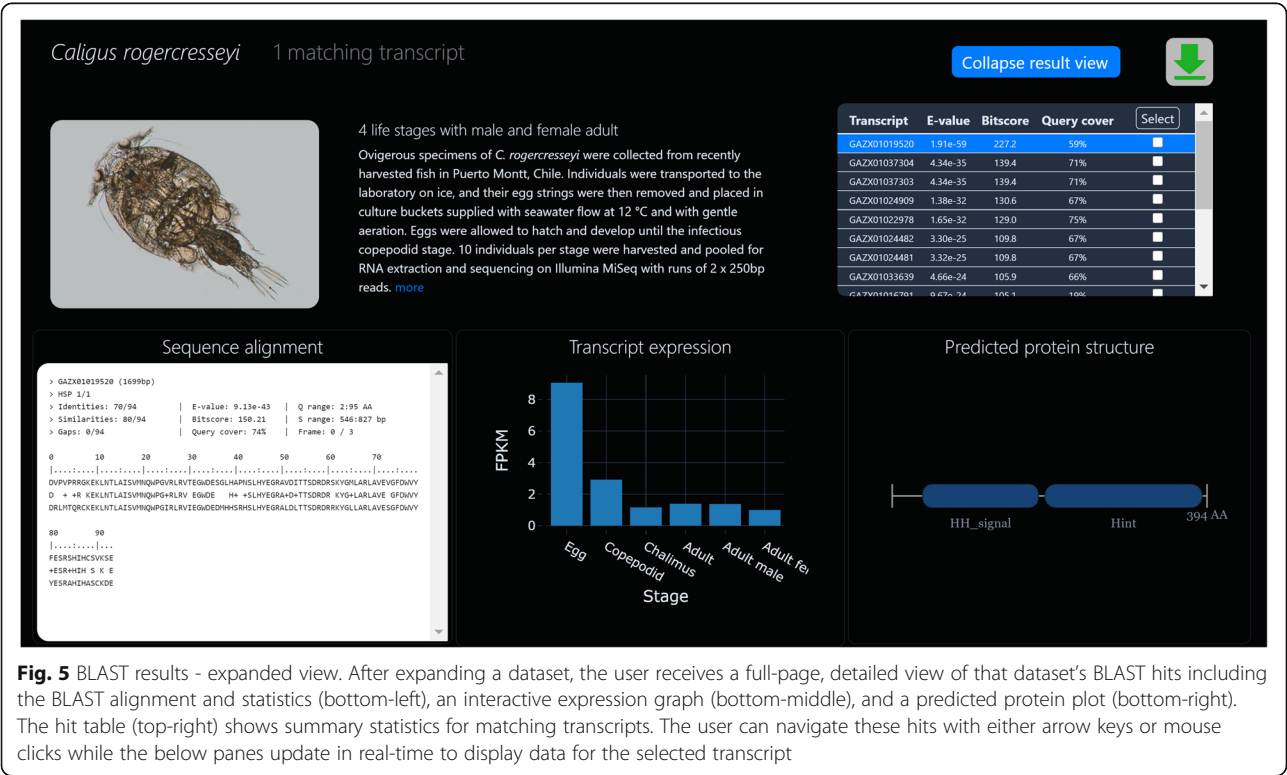 Caligus rogercresseyi 1 matching transcript
Collapse result view
4 life stages with male and female adult
Ovigerous specimens of C. rogercresseyi were collected from recently
harvested fish in Puerto Montt, Chile. Individuals were transported to the
laboratory on ice, and their egg strings were then removed and placed in
culture buckets supplied with seawater flow at 12 °C and with gentle
aeration. Eggs were allowed to hatch and develop until the infectious
copepodid stage. 10 individuals per stage were harvested and pooled for
RNA extraction and sequencing on Illumina MiSeq with runs of 2 x 250bp
reads. more
Transcript E-value Bitscore Query cover Select
GAZX01019520 1.91e-59 227.2 59%
GAZX01037304 4.34e-35 139.4 71%
GAZX01037303 4.34e-35 139.4 71%
GAZX01024909 1.38e-32 130.6 67%
GAZX01022978 1.65e-32 129.0 75%
GAZX01024482 3.30e-25 109.8 67%
GAZX01024481 3.32e-25 109.8 67%
GAZX01033639 4.66e-24 105.9 66%
GAZX01016791 9.67e-24 105.1 19%
Sequence alignment
> GAZX01019520 (1699bp)
> HSP 1/1
> Identities: 70/94 | E-value: 9.13e-43 | Q range: 2:95 AA
> Similarities: 80/94 | Bitscore: 150.21 | S range: 546:827 bp
> Gaps: 0/94 | Query cover: 74% | Frame: 0 / 3
0 10 20 30 40 50 60 70
|....:....|....:....|....:....|....:....|....:....|....:....|....:....|....:....
DVPVPRRGKEKLNTLAISVMNQWPGVRLRVTEGWDESGLHAPNSLHYEGRAVDITTSDRDRSKYGMLARLAVEVGFDWVY
D + +R KEKLNTLAISVMNQWPG+RLRV EGWDE H+ +SLHYEGRA+D+TTSDRDR KYG+LARLAVE GFDWVY
DRLMTQRCKEKLNTLAISVMNQWPGIRLRVIEGWDEDMHHSRHSLHYEGRALDLTTSDRDRRKYGLLARLAVESGFDWVY
80 90
|....:....|...
FESRSHIHCSVKSE
+ESR+HIH S K E
YESRAHIHASCKDE
Transcript expression
FPKM
8
6
4
2
0
Egg
Copepodid
Chalimus
Adult
Adult male
Adult fe
Stage
Predicted protein structure
HH_signal
Hint
394 AA
Fig. 5 BLAST results - expanded view. After expanding a dataset, the user receives a full-page, detailed view of that dataset's BLAST hits including
the BLAST alignment and statistics (bottom-left), an interactive expression graph (bottom-middle), and a predicted protein plot (bottom-right).
The hit table (top-right) shows summary statistics for matching transcripts. The user can navigate these hits with either arrow keys or mouse
clicks while the below panes update in real-time to display data for the selected transcript